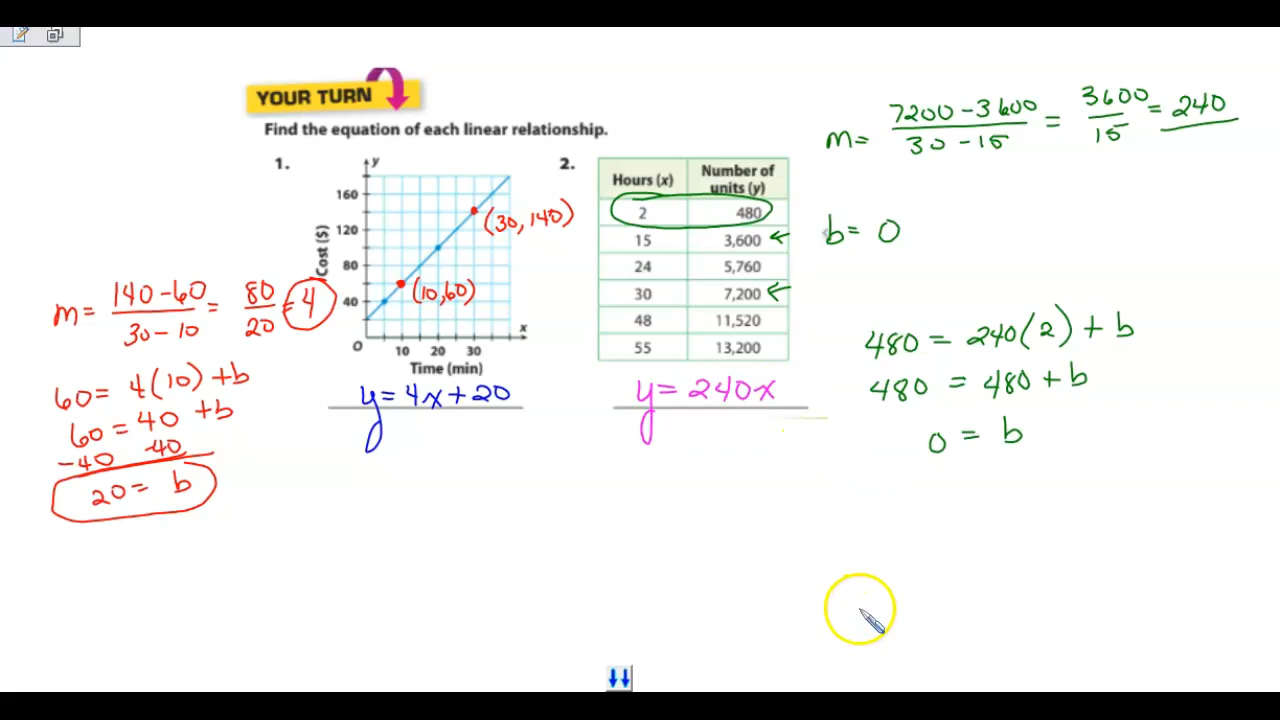 YOUR TURN
Find the equation of each linear relationship.
1.
y
160
120
80
40
O
10 20 30
x
Cost ($)
Time (min)
(30, 140)
(10,60)
y = 4x + 20
m = 140 - 60 / 30 - 10 = 80 / 20 = 4
60 = 4(10) + b
60 = 40 + b
-40 -40
20 = b
2.
Hours (x) Number of units (y)
2 480
15 3,600
24 5,760
30 7,200
48 11,520
55 13,200
y = 240x
m = 7200 - 3600 / 30 - 15 = 3600 / 15 = 240
b = 0
480 = 240(2) + b
480 = 480 + b
0 = b